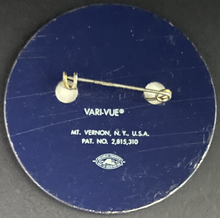 VARI-VUE®
MT. VERNON, N. Y., U.S.A.
PAT. NO. 2,815,310